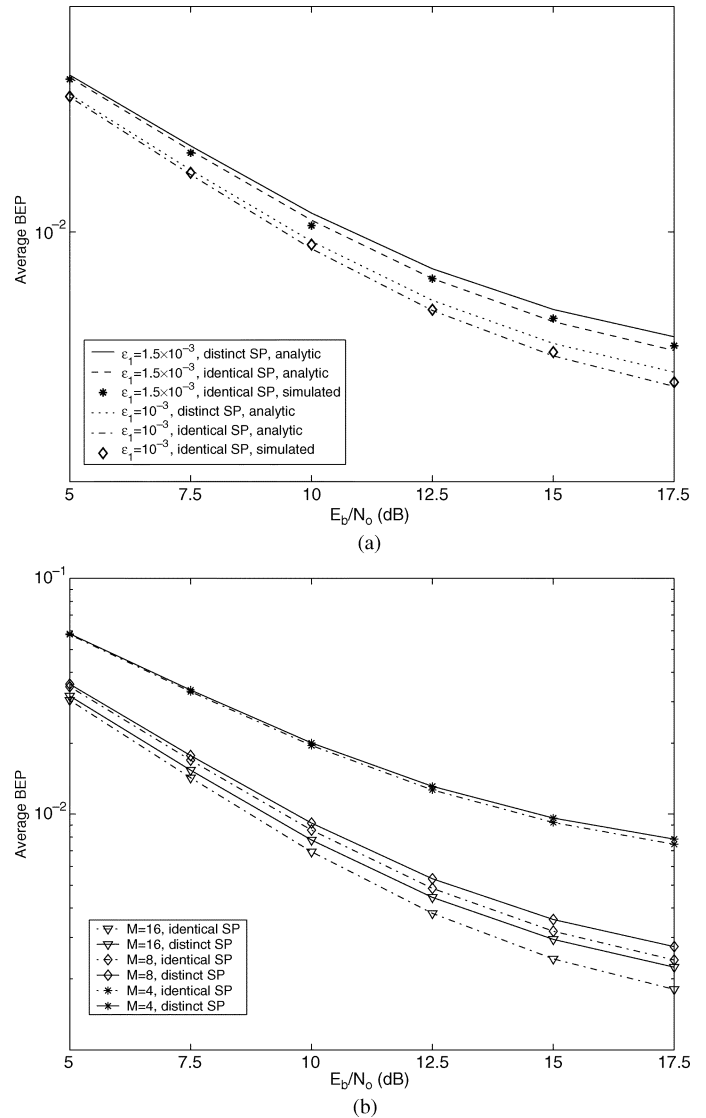 Average BEP
10⁻²
ε₁=1.5×10⁻³, distinct SP, analytic
ε₁=1.5×10⁻³, identical SP, analytic
ε₁=1.5×10⁻³, identical SP, simulated
ε₁=10⁻³, distinct SP, analytic
ε₁=10⁻³, identical SP, analytic
ε₁=10⁻³, identical SP, simulated
5 7.5 10 12.5 15 17.5
E_b/N_o (dB)
(a)
10⁻¹
Average BEP
10⁻²
M=16, identical SP
M=16, distinct SP
M=8, identical SP
M=8, distinct SP
M=4, identical SP
M=4, distinct SP
5 7.5 10 12.5 15 17.5
E_b/N_o (dB)
(b)